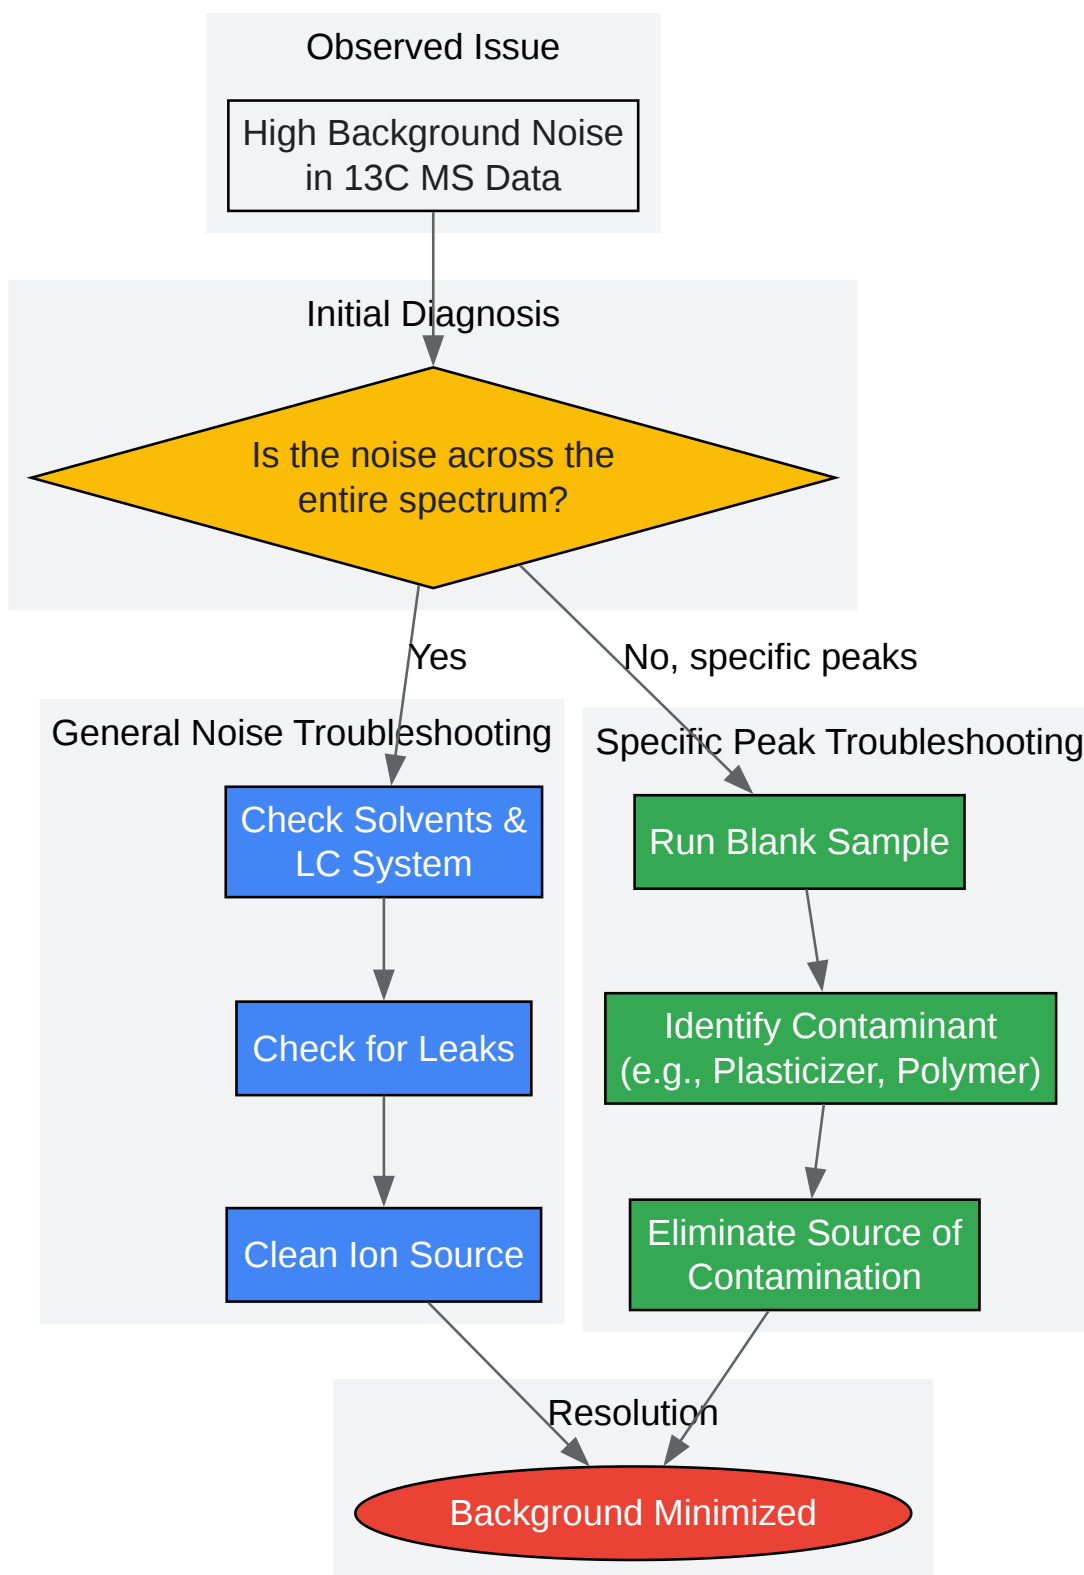 Observed Issue
High Background Noise
in 13C MS Data
Initial Diagnosis
Is the noise across the
entire spectrum?
Yes
No, specific peaks
General Noise Troubleshooting
Check Solvents &
LC System
Check for Leaks
Clean Ion Source
Specific Peak Troubleshooting
Run Blank Sample
Identify Contaminant
(e.g., Plasticizer, Polymer)
Eliminate Source of
Contamination
Resolution
Background Minimized